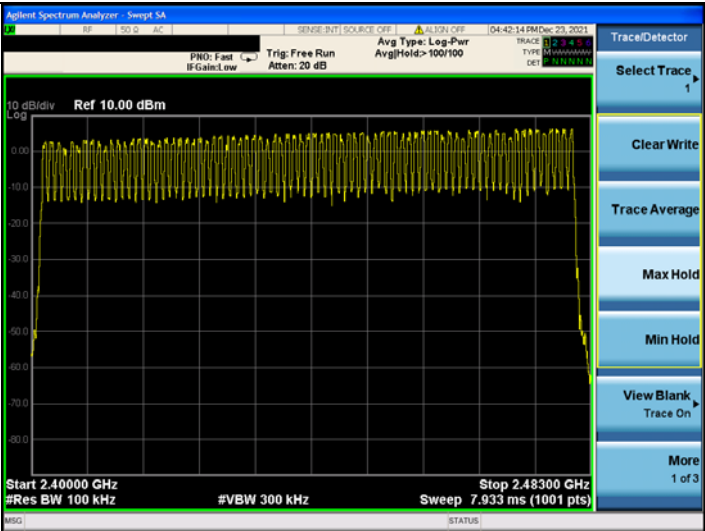 Agilent Spectrum Analyzer - Swept SA
RF 50 Ω AC SENSE:INT SOURCE OFF ALIGN OFF 04:42:14 PM Dec 23, 2021
PNO: Fast Trig: Free Run Avg Type: Log-Pwr TRACE 1 2 3 4 5 6
IFGain:Low Atten: 20 dB Avg|Hold:>100/100 TYPE
DET P N N N N N
10 dB/div Ref 10.00 dBm
Log
0.00
-10.0
-20.0
-30.0
-40.0
-50.0
-60.0
-70.0
-80.0
Start 2.40000 GHz Stop 2.48300 GHz
#Res BW 100 kHz #VBW 300 kHz Sweep 7.933 ms (1001 pts)
MSG STATUS
Trace/Detector
Select Trace
1
Clear Write
Trace Average
Max Hold
Min Hold
View Blank
Trace On
More
1 of 3